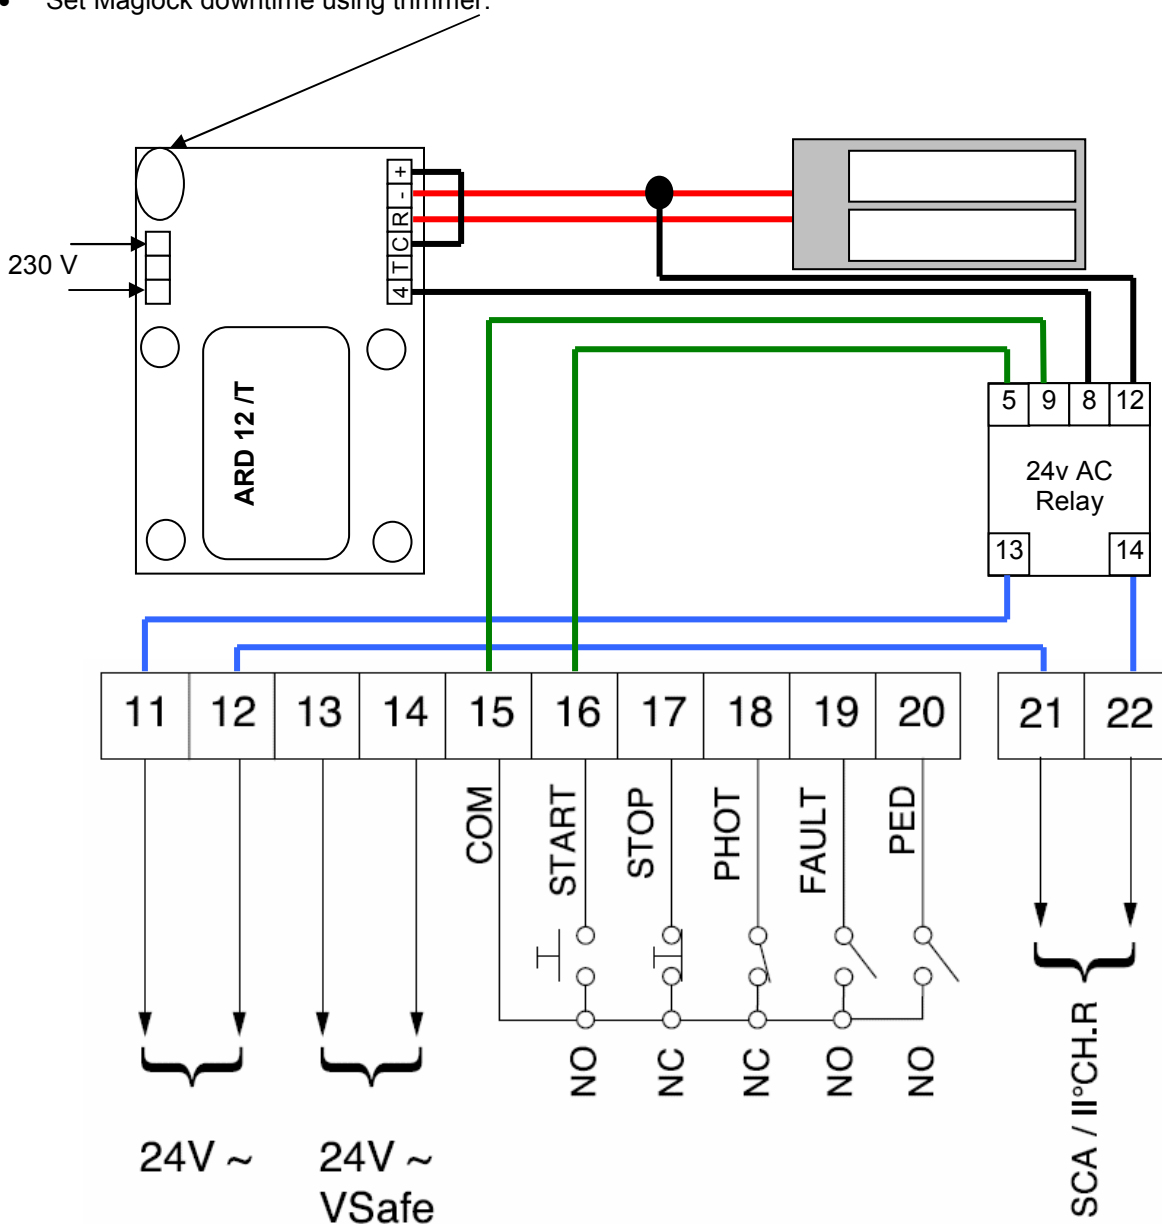 • Set Maglock downtime using trimmer.
230 V
+
-
R
C
T
4
ARD 12 /T
5 9 8 12
24v AC
Relay
13 14
11 12 13 14 15 16 17 18 19 20 21 22
COM
START
STOP
PHOT
FAULT
PED
NO
NC
NC
NO
NO
24V ~
24V ~
VSafe
SCA / II°CH.R